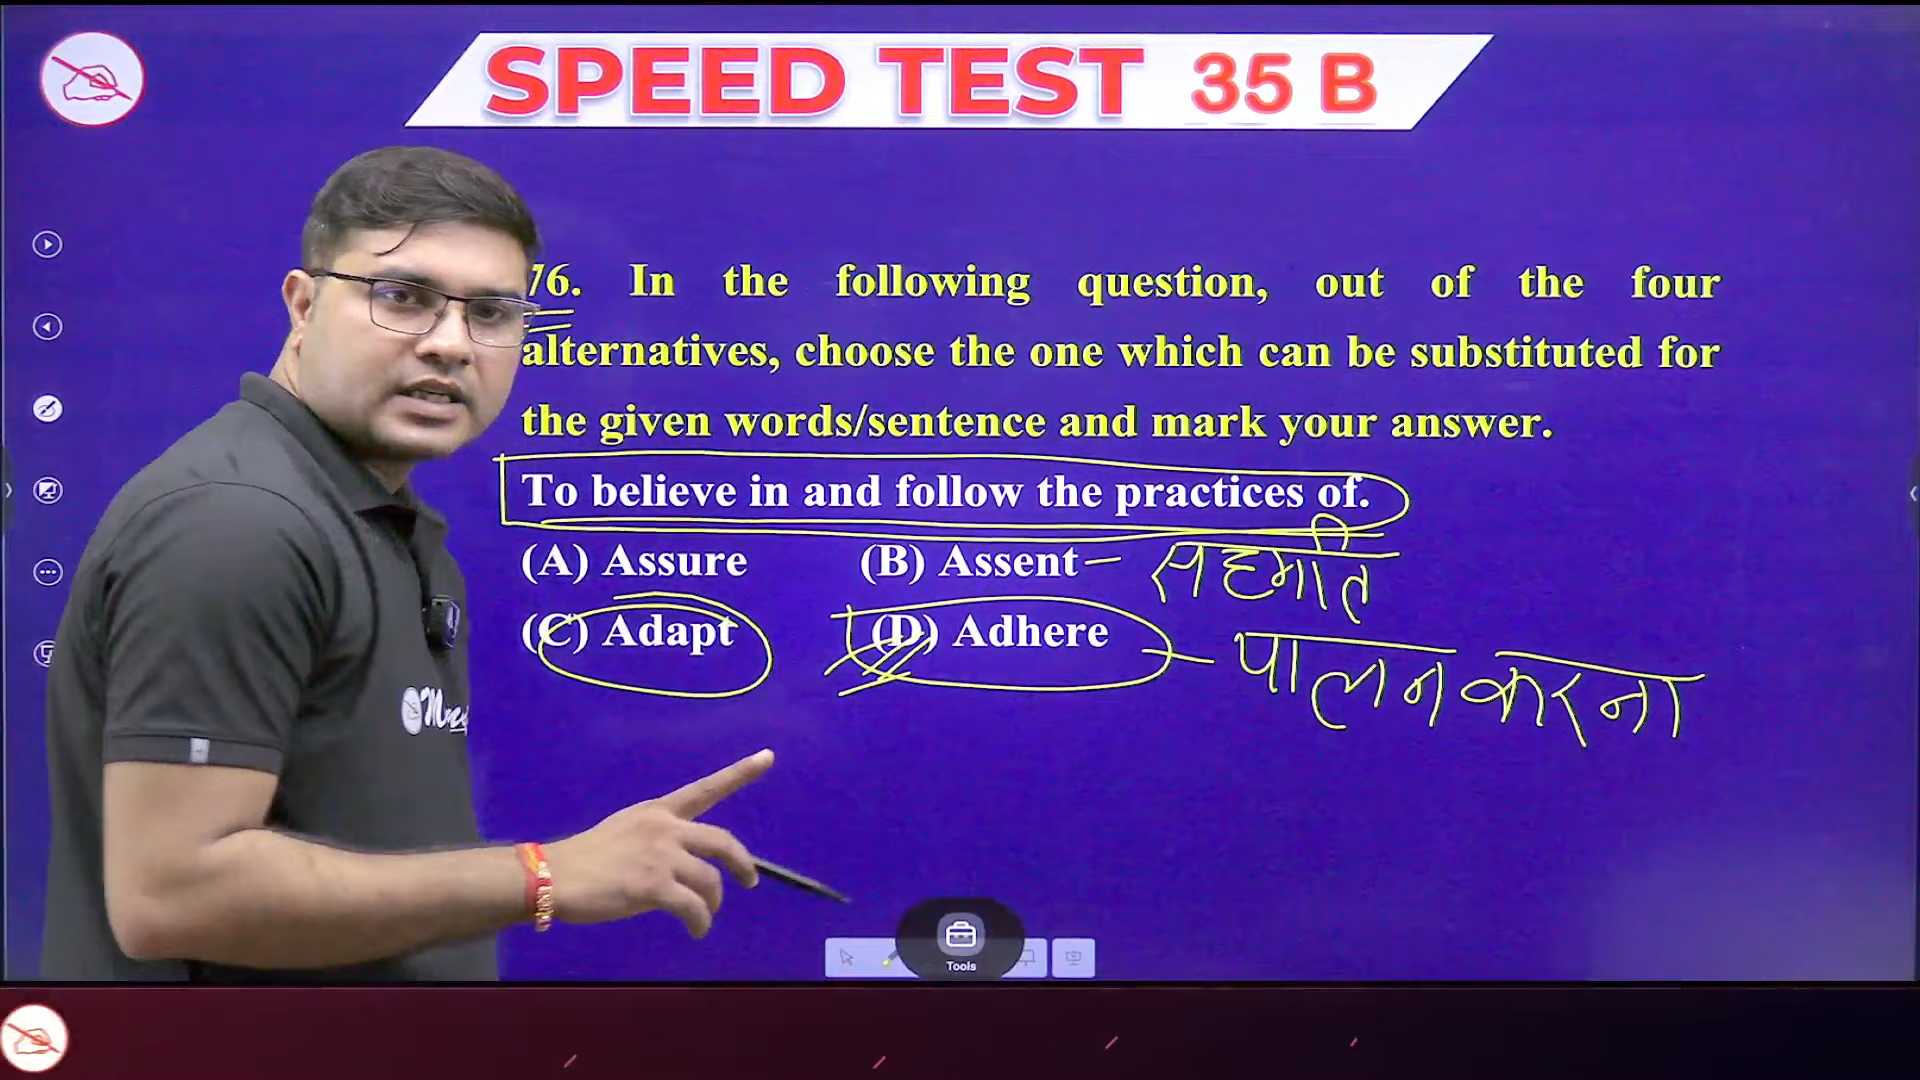 SPEED TEST 35 B
76. In the following question, out of the four
alternatives, choose the one which can be substituted for
the given words/sentence and mark your answer.
To believe in and follow the practices of.
(A) Assure (B) Assent – सहमति
(C) Adapt (D) Adhere – पालन करना
Tools